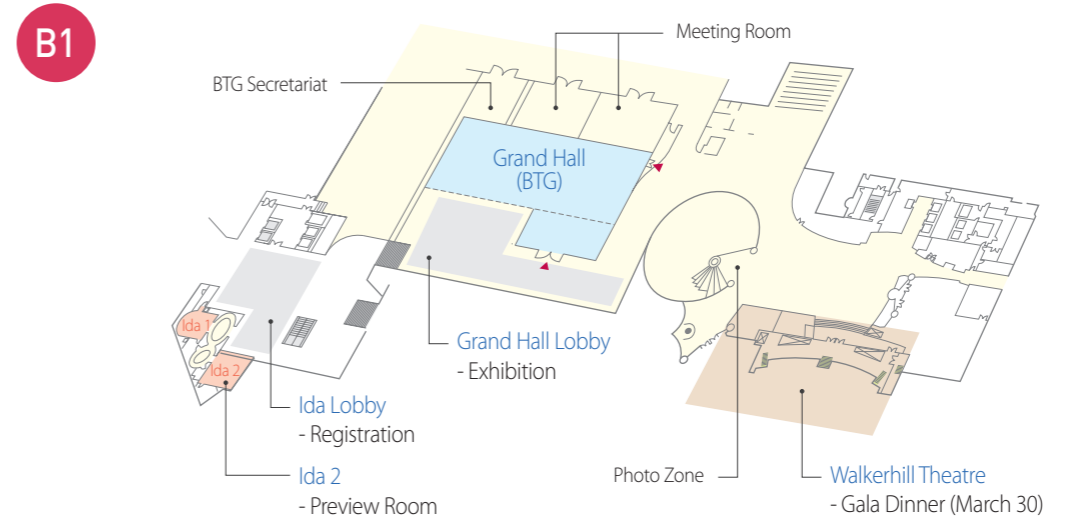 B1
Meeting Room
BTG Secretariat
Grand Hall
(BTG)
Ida 1
Ida 2
Grand Hall Lobby
- Exhibition
Ida Lobby
- Registration
Ida 2
- Preview Room
Photo Zone
Walkerhill Theatre
- Gala Dinner (March 30)